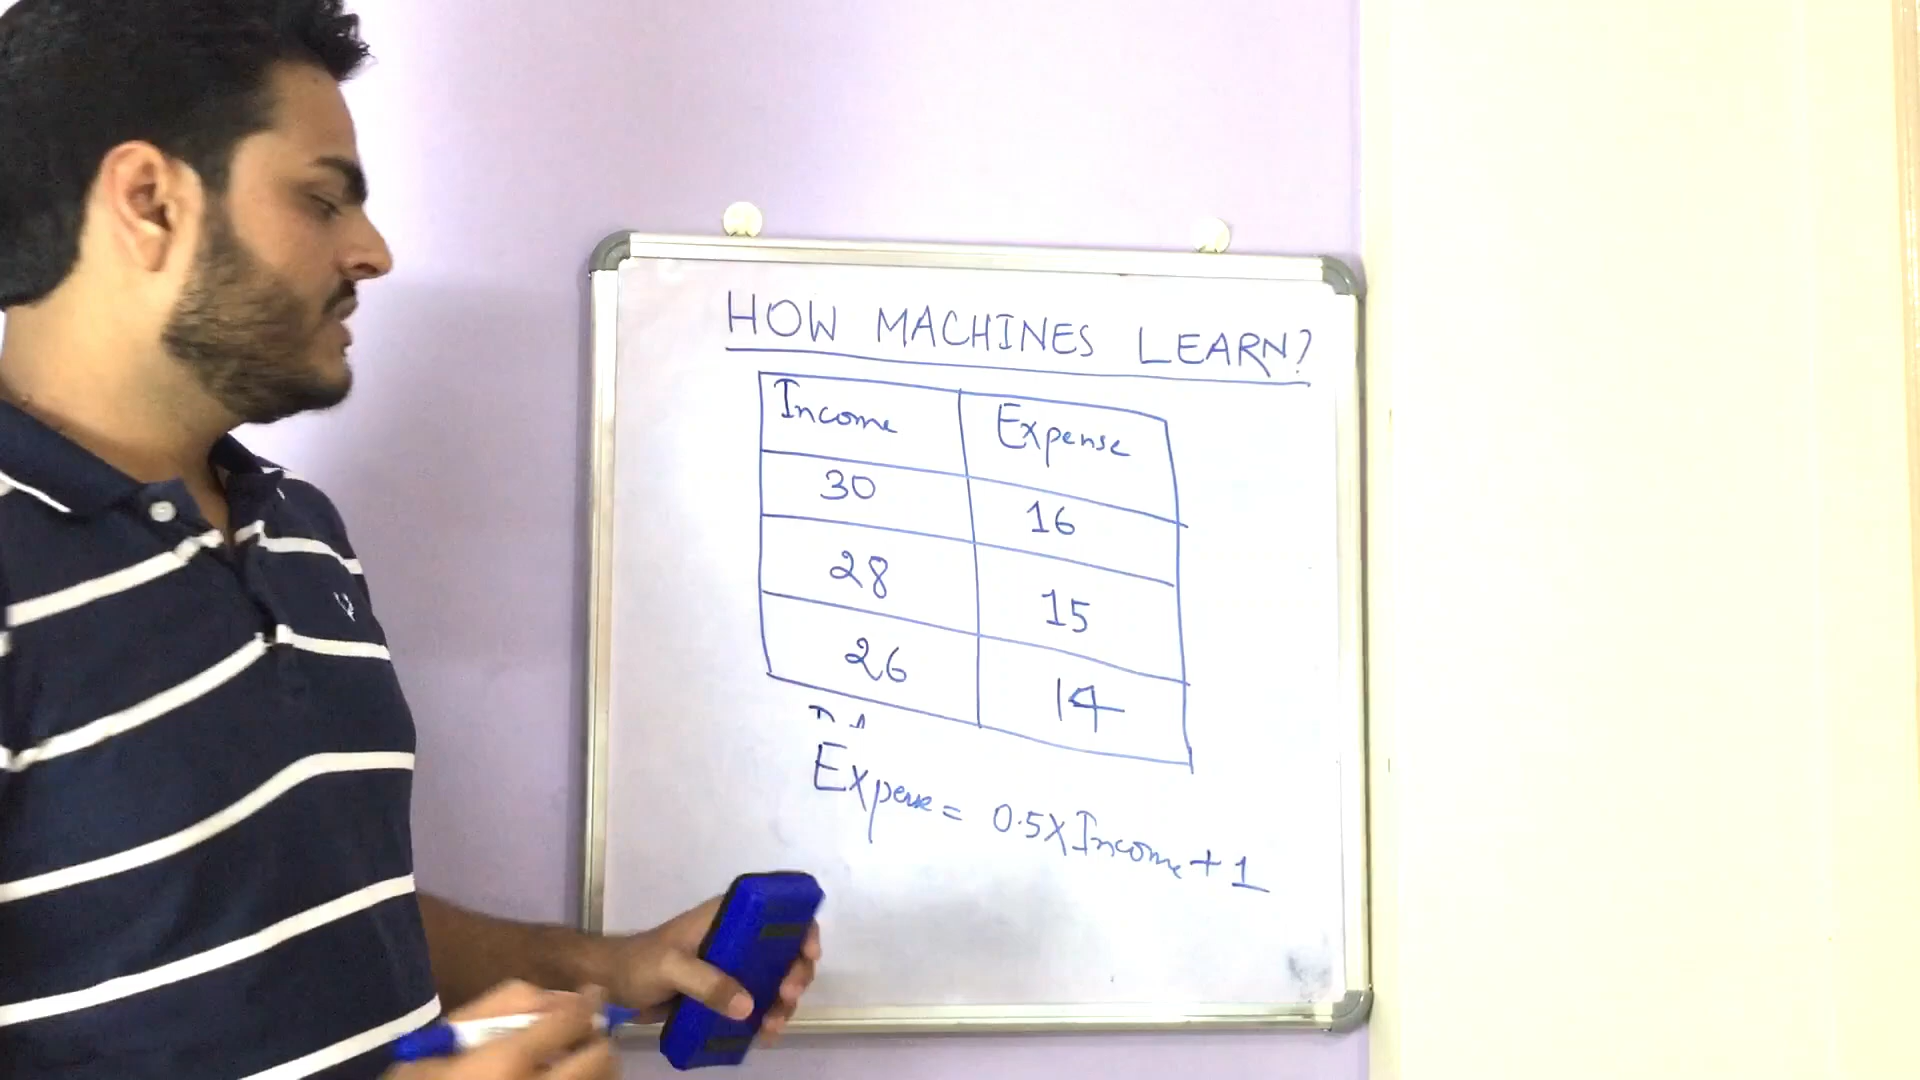 HOW MACHINES LEARN?
Income Expense
30 16
28 15
26 14
Expense = 0.5 X Income + 1